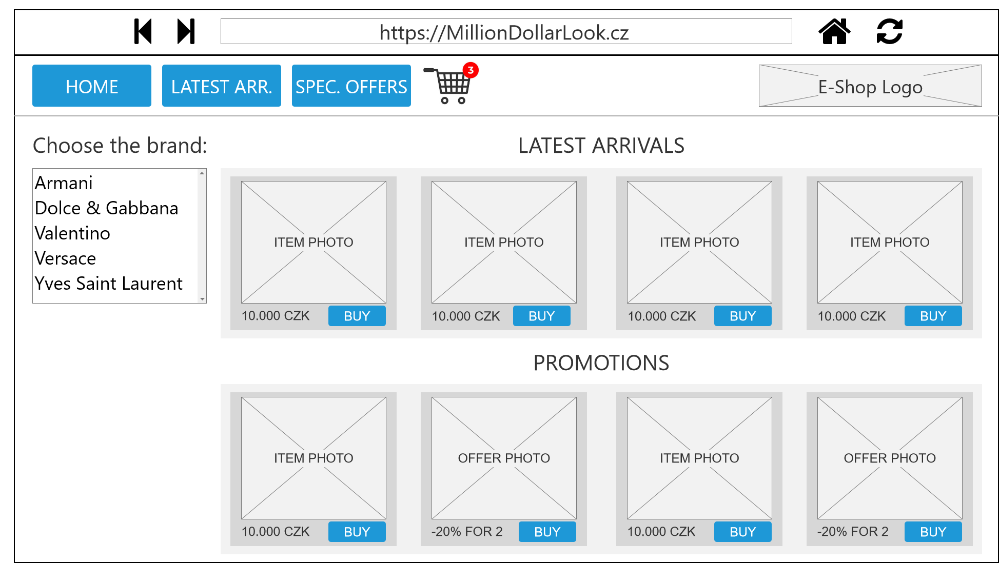 https://MillionDollarLook.cz
HOME
LATEST ARR.
SPEC. OFFERS
3
E-Shop Logo
Choose the brand:
Armani
Dolce & Gabbana
Valentino
Versace
Yves Saint Laurent
LATEST ARRIVALS
ITEM PHOTO
10.000 CZK
BUY
ITEM PHOTO
10.000 CZK
BUY
ITEM PHOTO
10.000 CZK
BUY
ITEM PHOTO
10.000 CZK
BUY
PROMOTIONS
ITEM PHOTO
10.000 CZK
BUY
OFFER PHOTO
-20% FOR 2
BUY
ITEM PHOTO
10.000 CZK
BUY
OFFER PHOTO
-20% FOR 2
BUY